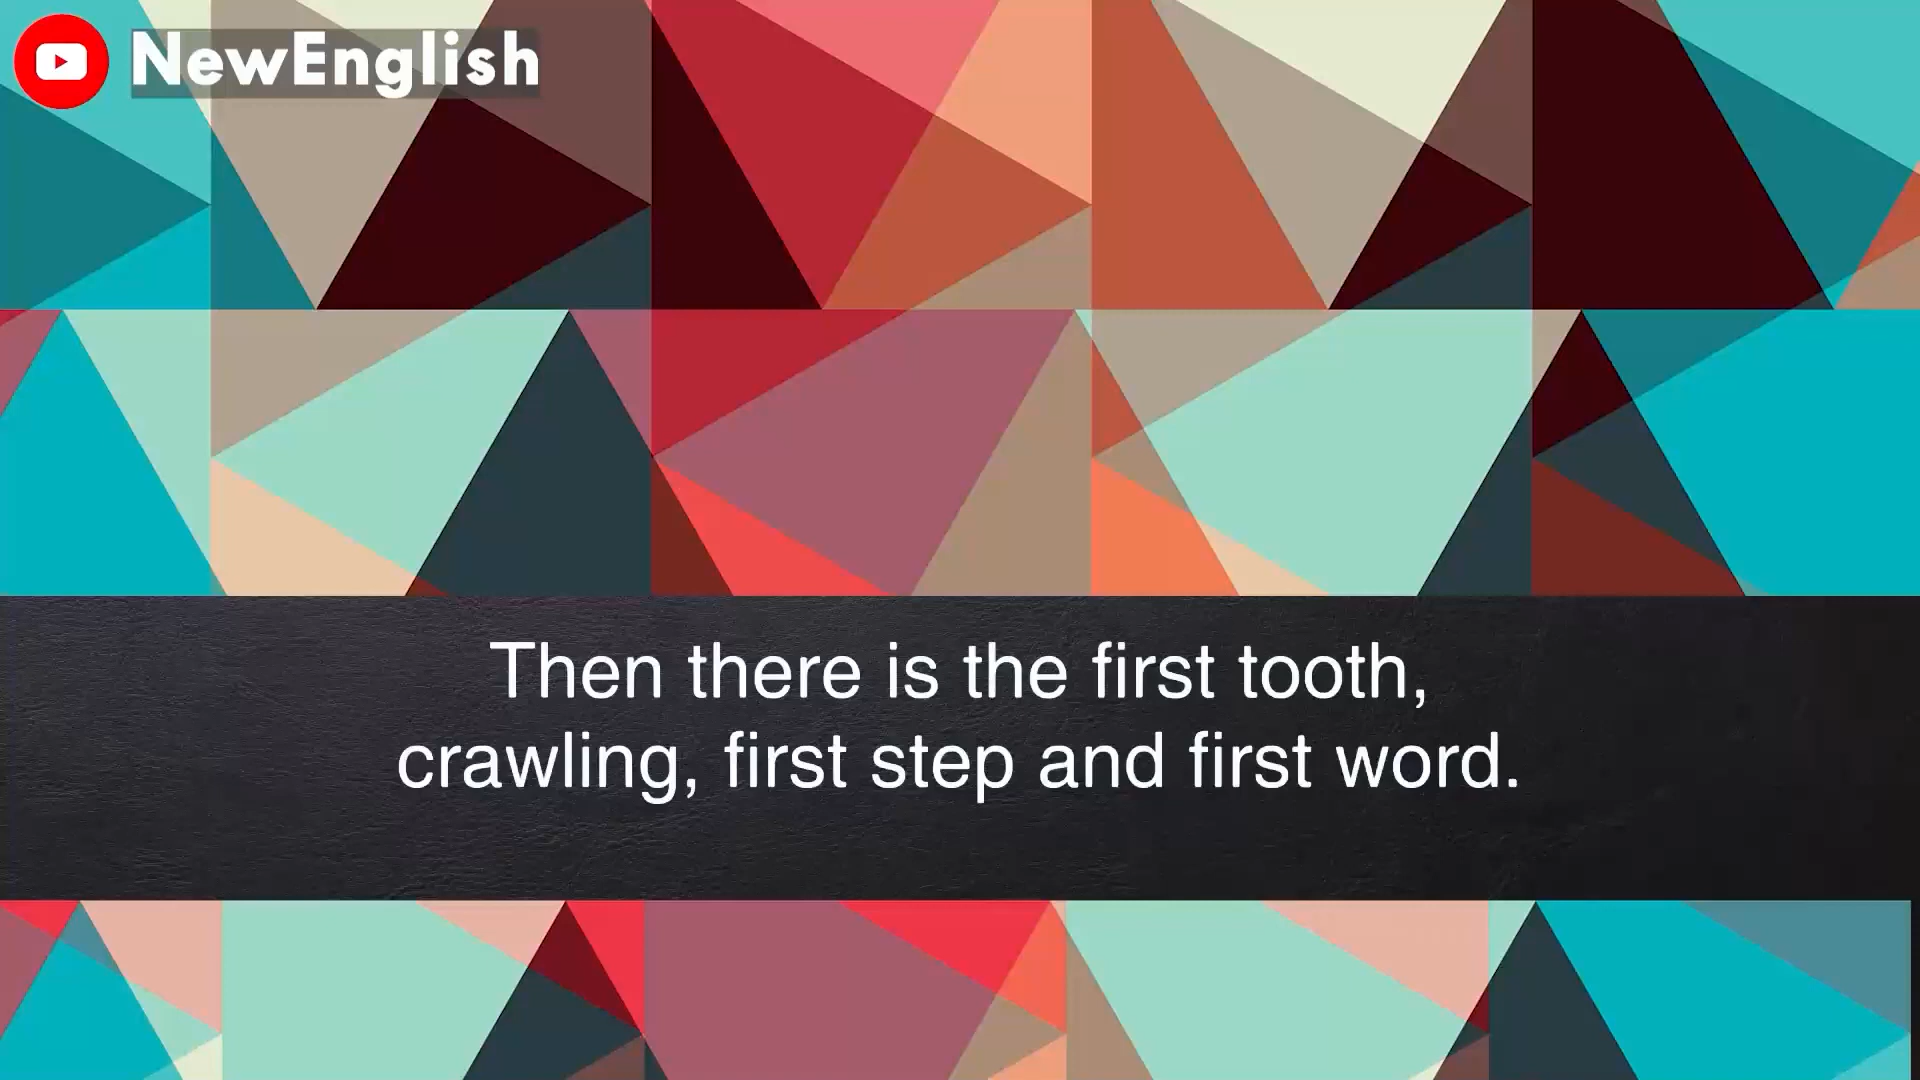 NewEnglish
Then there is the first tooth,
crawling, first step and first word.